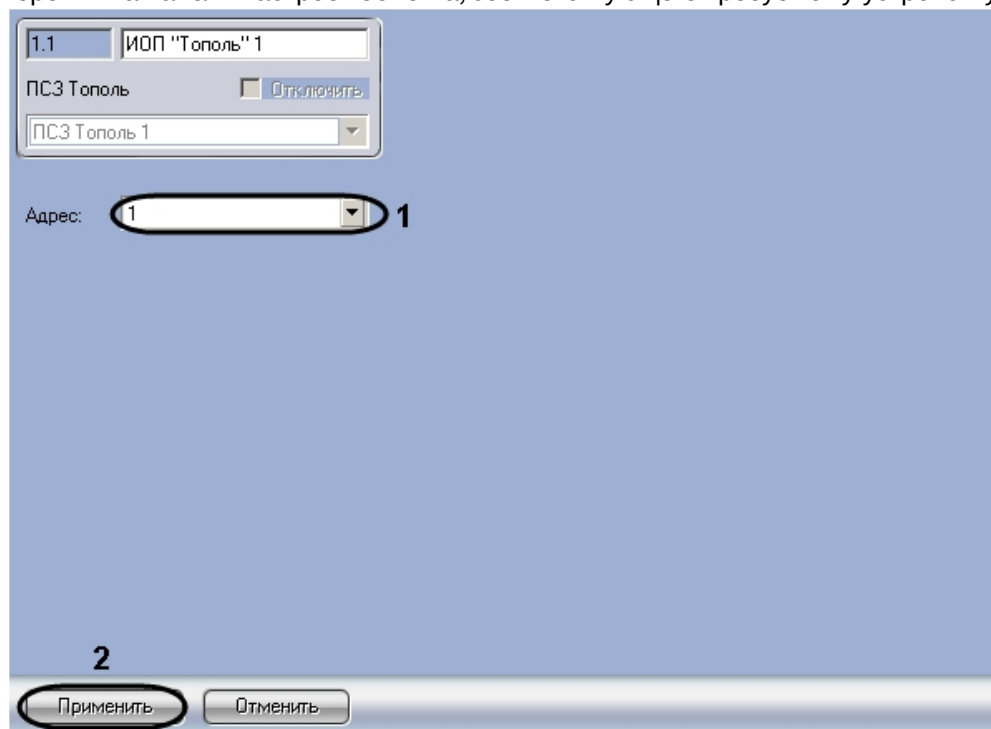 1.1 ИОП "Тополь" 1
ПСЗ Тополь Отключить
ПСЗ Тополь 1
Адрес: 1 1
2
Применить Отменить